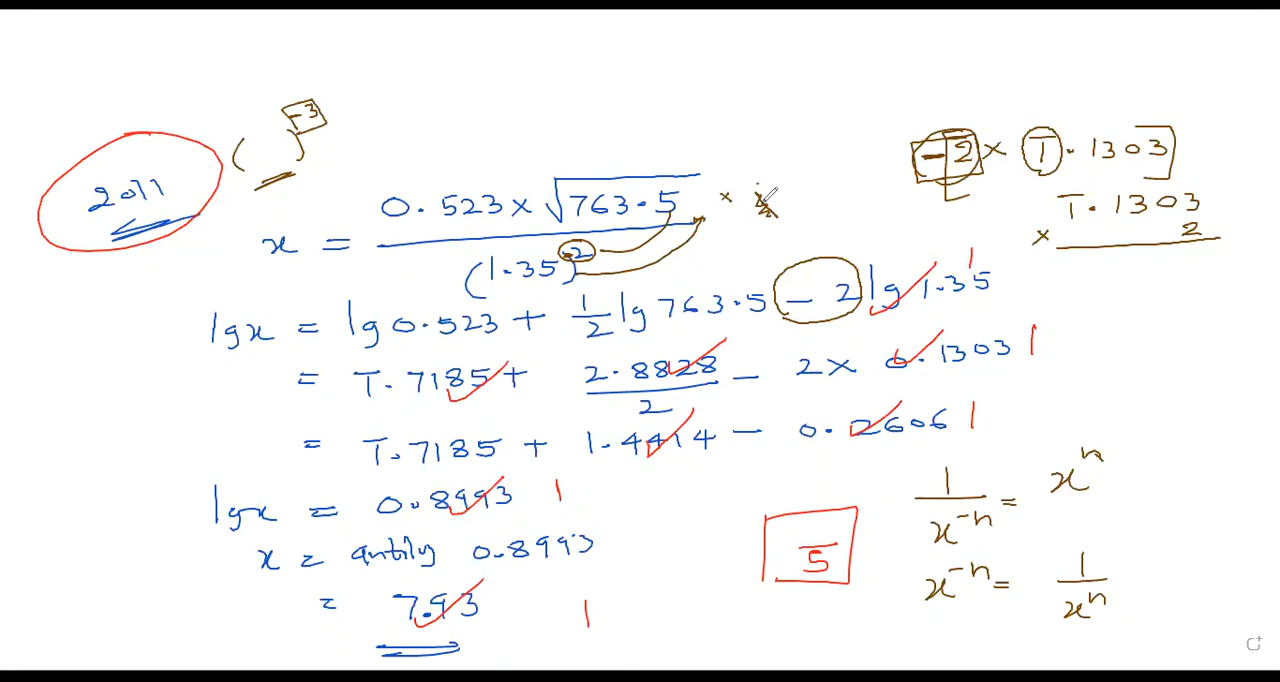 2011
( )^-3
x = 0.523 × √763.5 / (1.35)^2 ×
lg x = lg 0.523 + 1/2 lg 763.5 – 2 lg 1.35 1
= T.7185 + 2.8828/2 – 2 × 0.1303 1
= T.7185 + 1.4414 – 0.2606 1
lg x = 0.8993 1
x = antilg 0.8993
= 7.93 1
-2 × T.1303
T.1303
× 2
5
1/x^-n = x^n
x^-n = 1/x^n